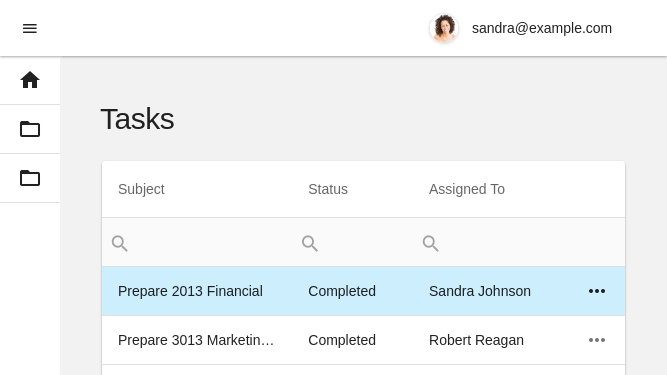 sandra@example.com
Tasks
Subject Status Assigned To
Prepare 2013 Financial Completed Sandra Johnson
Prepare 3013 Marketin… Completed Robert Reagan